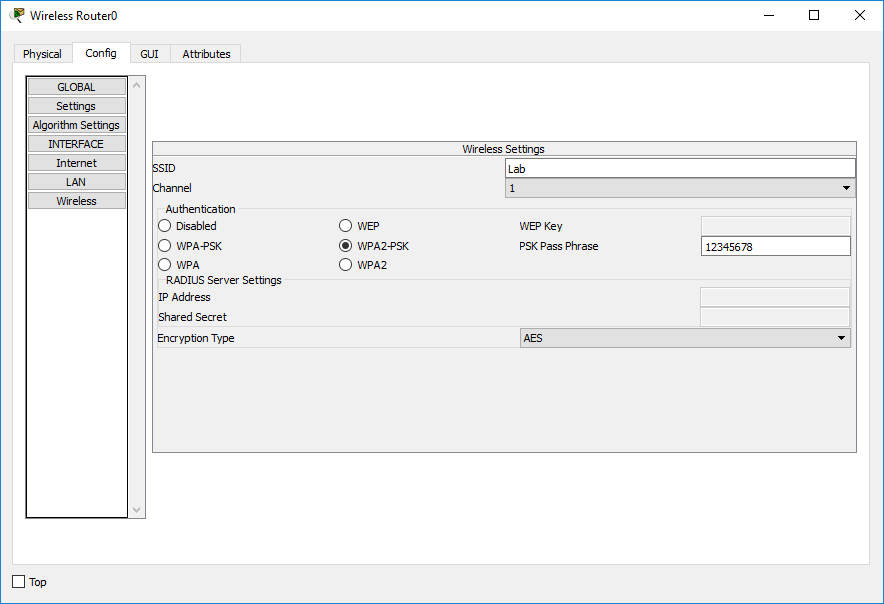 Wireless Router0
Physical Config GUI Attributes
GLOBAL
Settings
Algorithm Settings
INTERFACE
Internet
LAN
Wireless
Wireless Settings
SSID Lab
Channel 1
Authentication
Disabled WEP WEP Key
WPA-PSK WPA2-PSK PSK Pass Phrase 12345678
WPA WPA2
RADIUS Server Settings
IP Address
Shared Secret
Encryption Type AES
Top